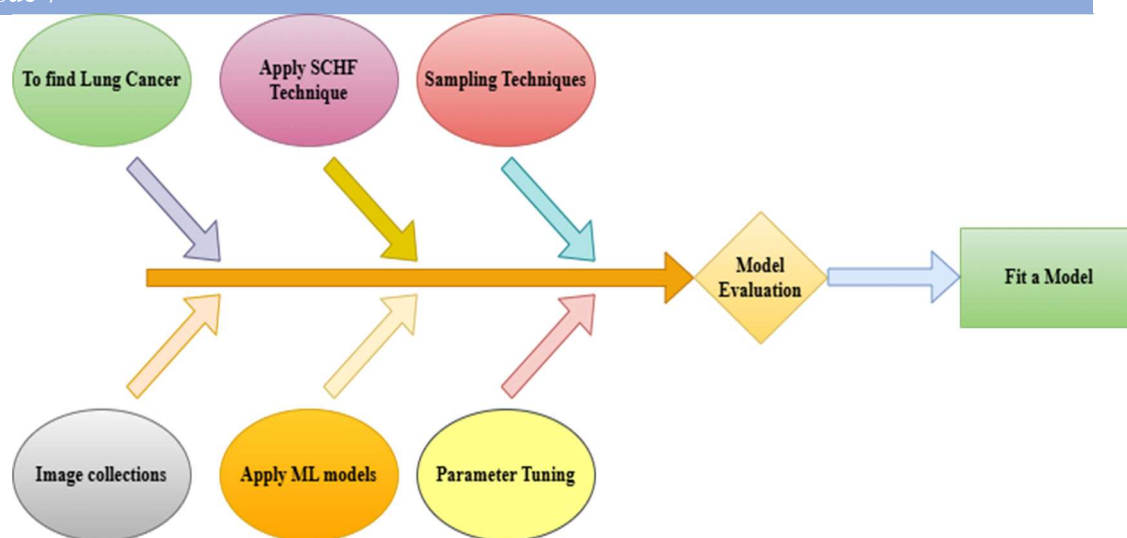 To find Lung Cancer
Apply SCHF
Technique
Sampling Techniques
Model
Evaluation
Fit a Model
Image collections
Apply ML models
Parameter Tuning